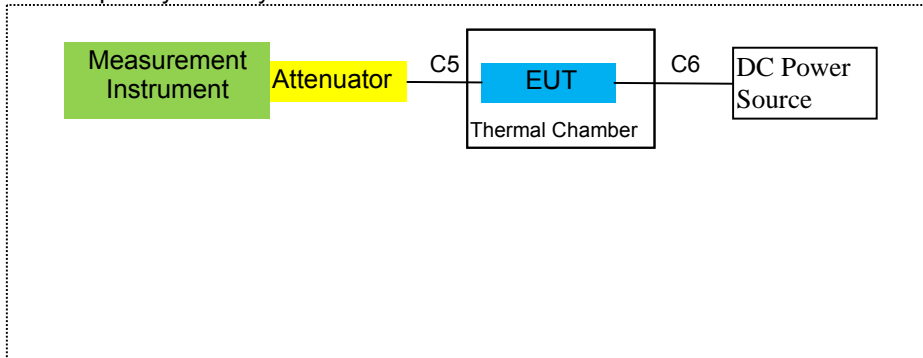 Measurement
Instrument
Attenuator
C5
EUT
Thermal Chamber
C6
DC Power
Source